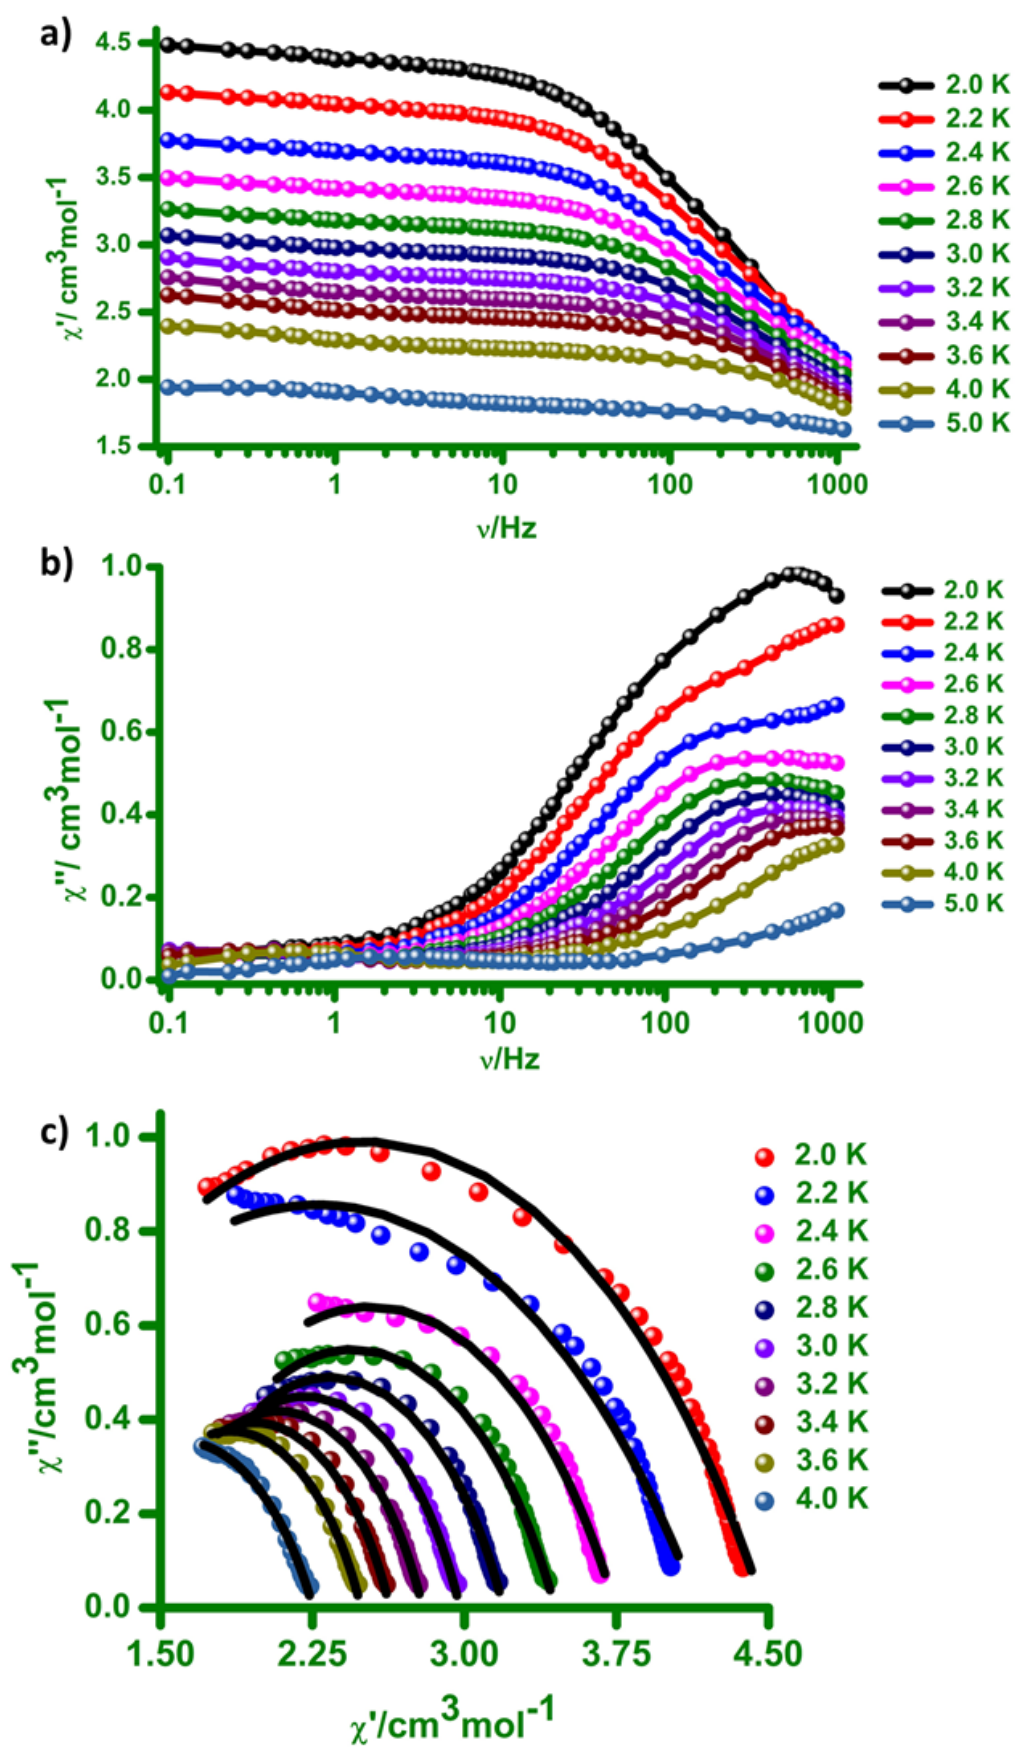 a)
4.5
4.0
3.5
3.0
2.5
2.0
1.5
χ'/ cm³mol⁻¹
0.1 1 10 100 1000
ν/Hz
2.0 K
2.2 K
2.4 K
2.6 K
2.8 K
3.0 K
3.2 K
3.4 K
3.6 K
4.0 K
5.0 K
b)
1.0
0.8
0.6
0.4
0.2
0.0
χ''/ cm³mol⁻¹
0.1 1 10 100 1000
ν/Hz
2.0 K
2.2 K
2.4 K
2.6 K
2.8 K
3.0 K
3.2 K
3.4 K
3.6 K
4.0 K
5.0 K
c)
1.0
0.8
0.6
0.4
0.2
0.0
χ''/cm³mol⁻¹
1.50 2.25 3.00 3.75 4.50
χ'/cm³mol⁻¹
2.0 K
2.2 K
2.4 K
2.6 K
2.8 K
3.0 K
3.2 K
3.4 K
3.6 K
4.0 K